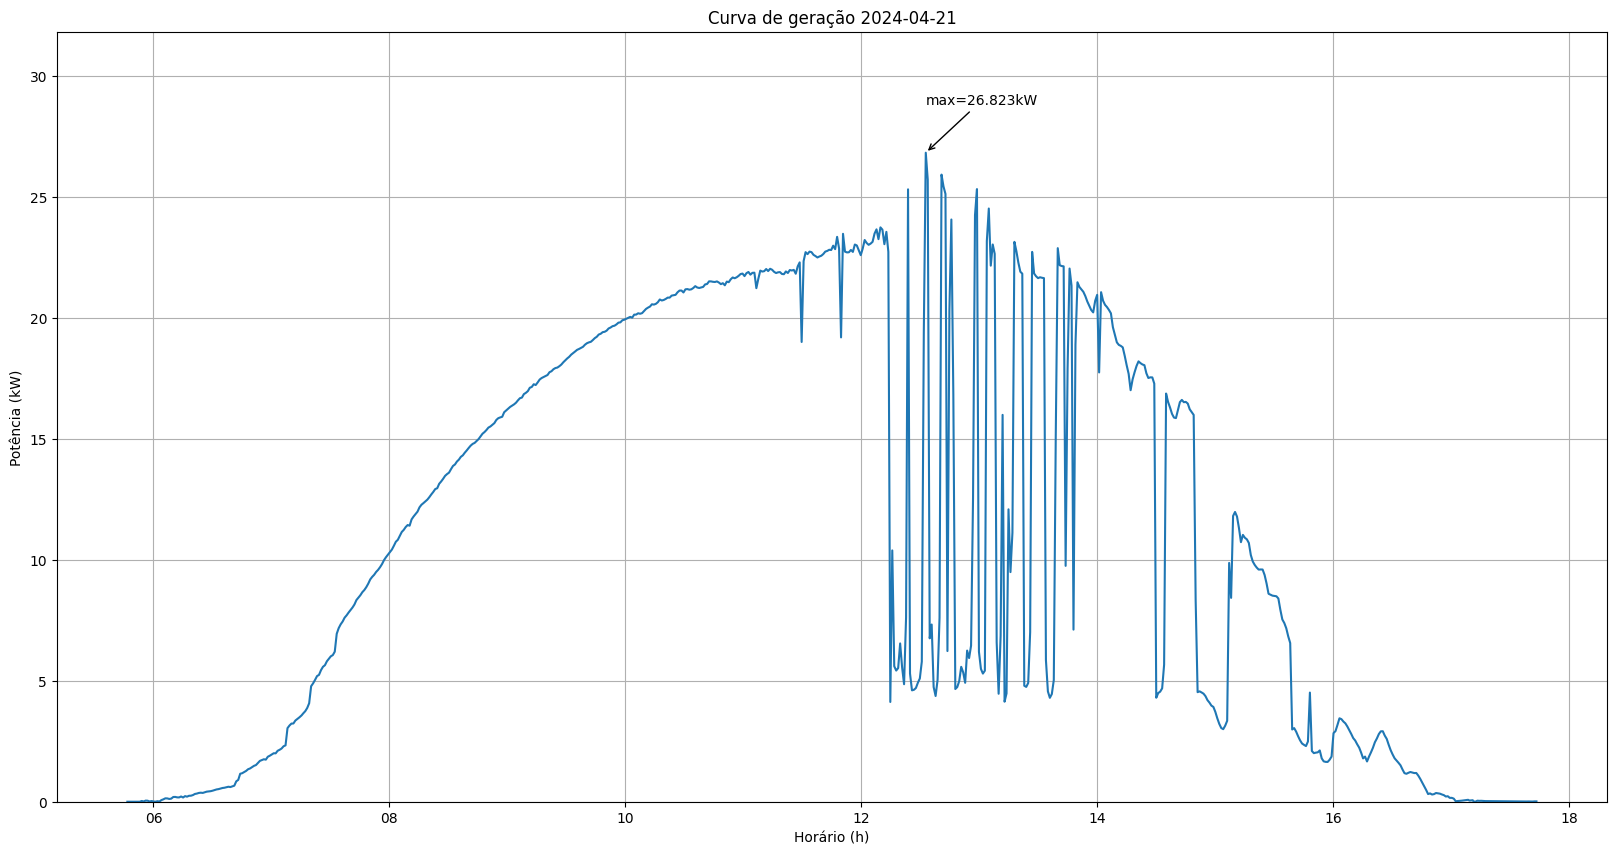 Curva de geração 2024-04-21
30
max=26.823kW
25
20
15
10
5
0
Potência (kW)
06 08 10 12 14 16 18
Horário (h)